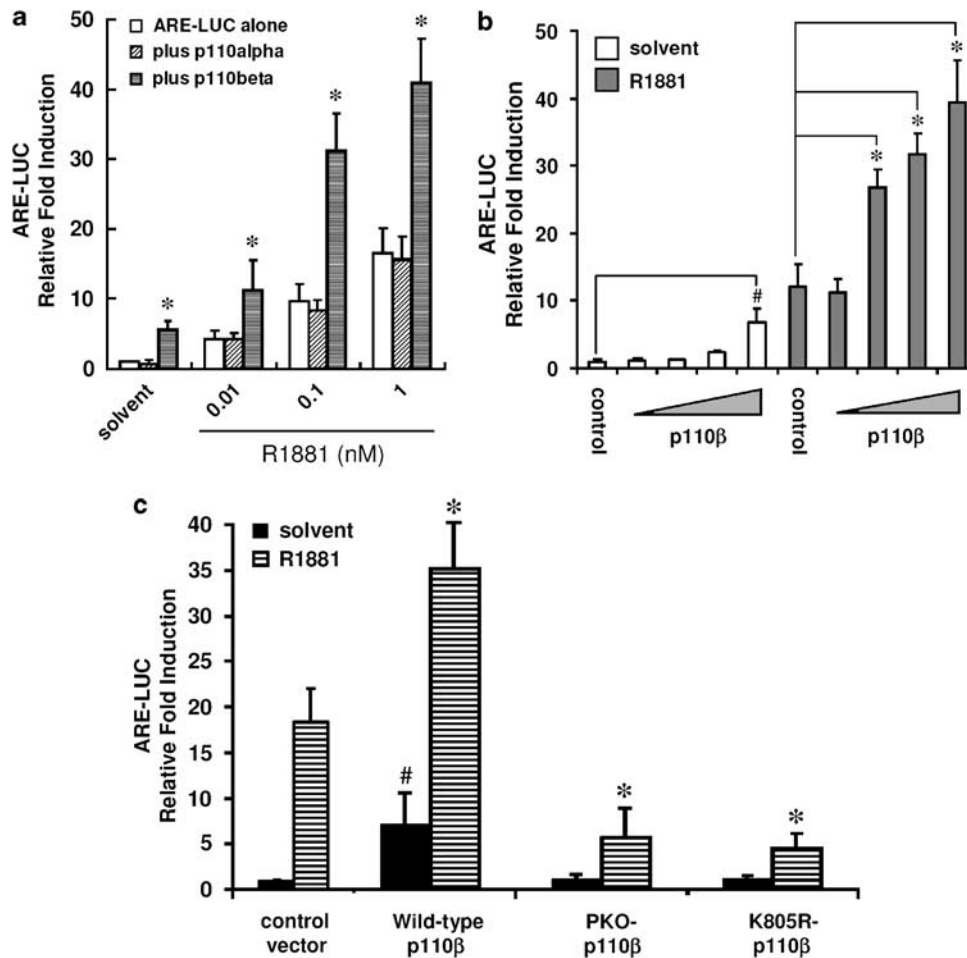 a
ARE-LUC
Relative Fold Induction
50
40
30
20
10
0
ARE-LUC alone
plus p110alpha
plus p110beta
*
*
*
*
solvent
0.01
0.1
1
R1881 (nM)
b
ARE-LUC
Relative Fold Induction
50
40
30
20
10
0
solvent
R1881
#
*
*
*
control
p110β
control
p110β
c
ARE-LUC
Relative Fold Induction
40
35
30
25
20
15
10
5
0
solvent
R1881
#
*
*
*
control
vector
Wild-type
p110β
PKO-
p110β
K805R-
p110β